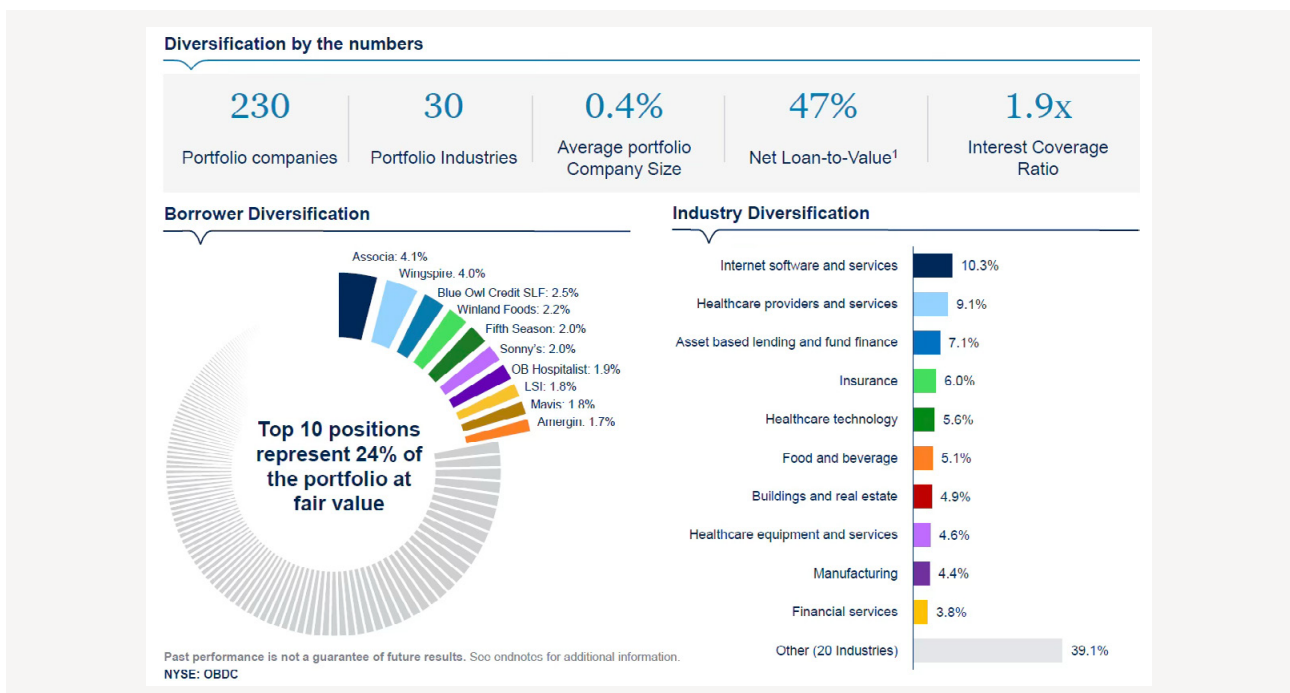 Diversification by the numbers
230
Portfolio companies
30
Portfolio Industries
0.4%
Average portfolio
Company Size
47%
Net Loan-to-Value¹
1.9x
Interest Coverage
Ratio
Borrower Diversification
Associa: 4.1%
Wingspire: 4.0%
Blue Owl Credit SLF: 2.5%
Winland Foods: 2.2%
Fifth Season: 2.0%
Sonny's: 2.0%
OB Hospitalist: 1.9%
LSI: 1.8%
Mavis: 1.8%
Amergin: 1.7%
Top 10 positions
represent 24% of
the portfolio at
fair value
Industry Diversification
Internet software and services 10.3%
Healthcare providers and services 9.1%
Asset based lending and fund finance 7.1%
Insurance 6.0%
Healthcare technology 5.6%
Food and beverage 5.1%
Buildings and real estate 4.9%
Healthcare equipment and services 4.6%
Manufacturing 4.4%
Financial services 3.8%
Other (20 Industries) 39.1%
Past performance is not a guarantee of future results. See endnotes for additional information.
NYSE: OBDC